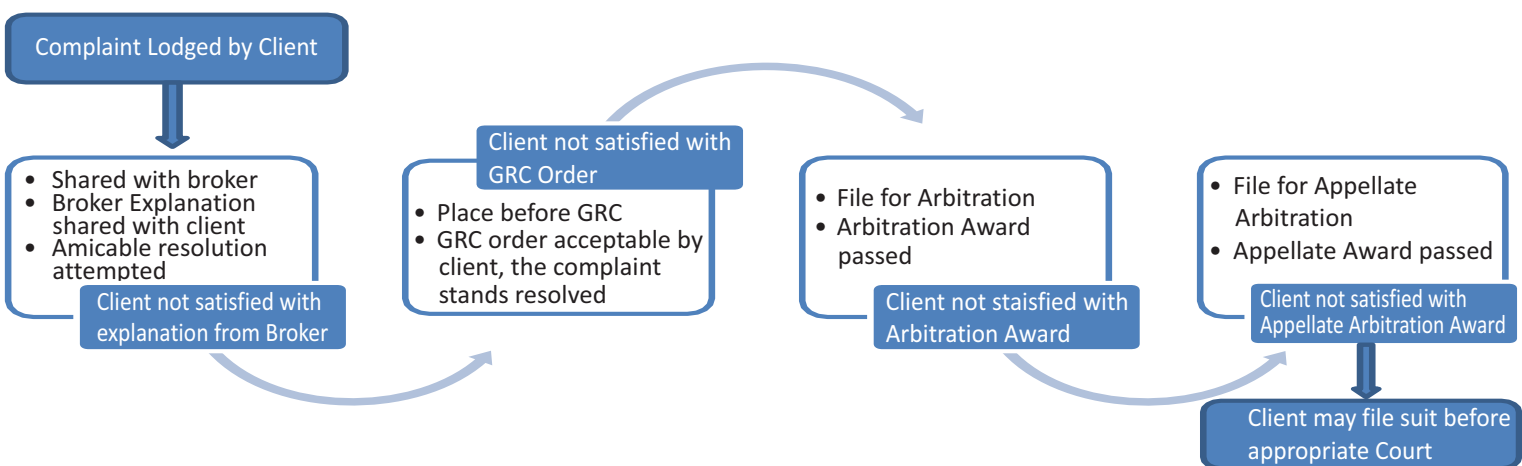 Complaint Lodged by Client
• Shared with broker
• Broker Explanation
shared with client
• Amicable resolution
attempted
Client not satisfied with
explanation from Broker
Client not satisfied with
GRC Order
• Place before GRC
• GRC order acceptable by
client, the complaint
stands resolved
• File for Arbitration
• Arbitration Award
passed
Client not staisfied with
Arbitration Award
• File for Appellate
Arbitration
• Appellate Award passed
Client not satisfied with
Appellate Arbitration Award
Client may file suit before
appropriate Court